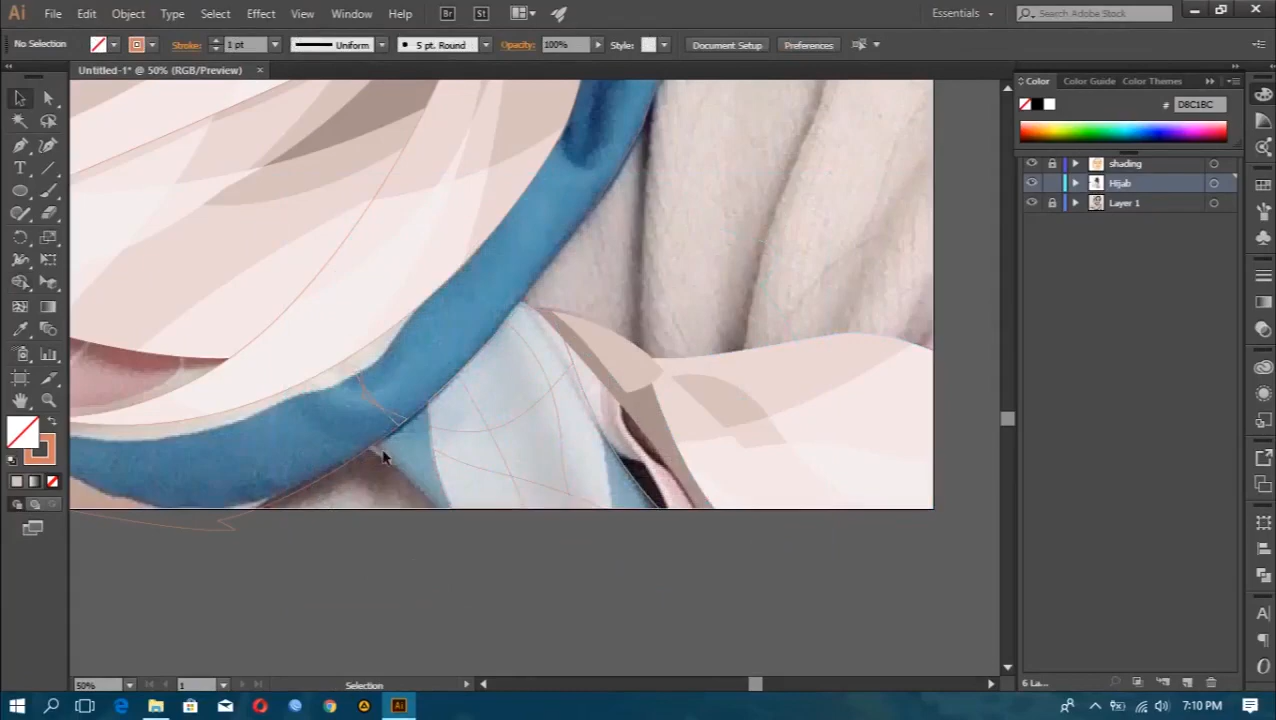 Ai File Edit Object Type Select Effect View Window Help Br St Essentials Search Adobe Stock
No Selection Stroke: 1 pt Uniform 5 pt. Round Opacity: 100% Style: Document Setup Preferences
Untitled-1* @ 50% (RGB/Preview) ×
Color Color Guide Color Themes
# D8C1BC
shading
Hijab
Layer 1
50% 1 Selection 6 La...
Ai 7:10 PM